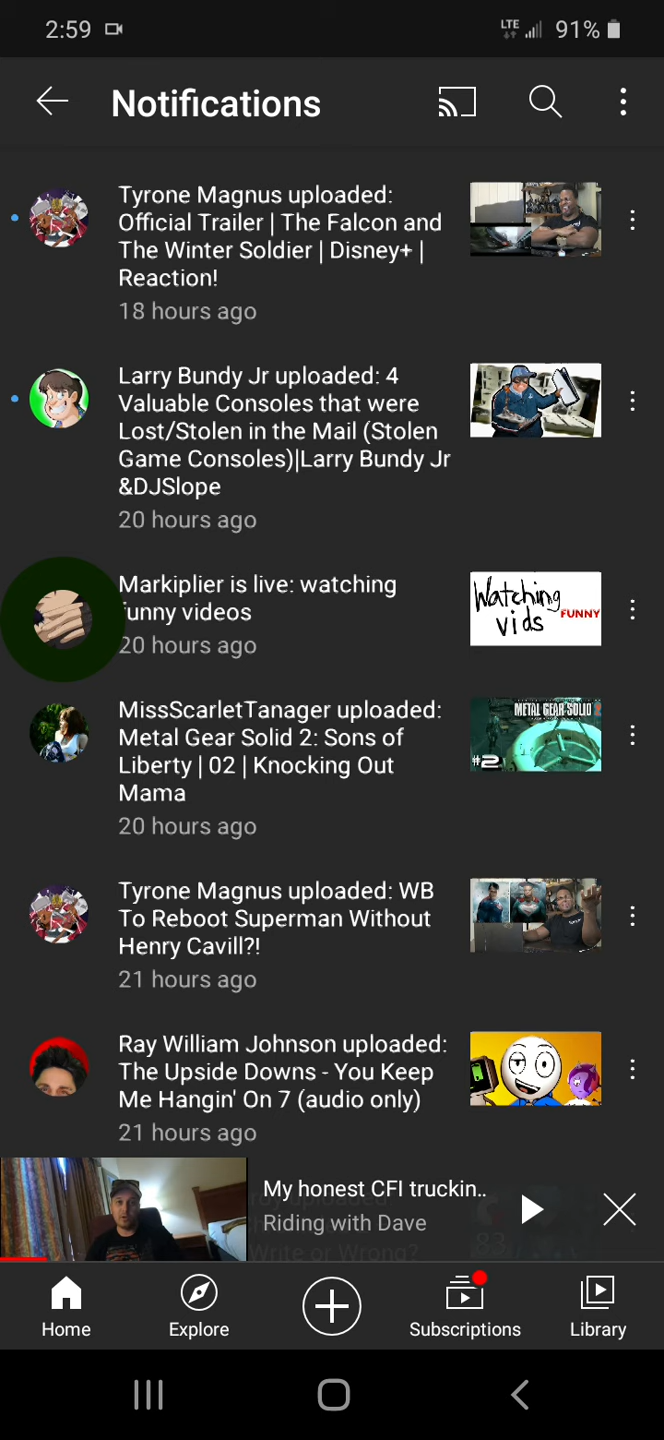 2:59
LTE
91%
Notifications
Tyrone Magnus uploaded:
Official Trailer | The Falcon and
The Winter Soldier | Disney+ |
Reaction!
18 hours ago
Larry Bundy Jr uploaded: 4
Valuable Consoles that were
Lost/Stolen in the Mail (Stolen
Game Consoles)|Larry Bundy Jr
&DJSlope
20 hours ago
Markiplier is live: watching
funny videos
20 hours ago
Watching
vids FUNNY
MissScarletTanager uploaded:
Metal Gear Solid 2: Sons of
Liberty | 02 | Knocking Out
Mama
20 hours ago
METAL GEAR SOLID 2
#2
Tyrone Magnus uploaded: WB
To Reboot Superman Without
Henry Cavill?!
21 hours ago
Ray William Johnson uploaded:
The Upside Downs - You Keep
Me Hangin' On 7 (audio only)
21 hours ago
My honest CFI truckin..
Riding with Dave
uploaded:
Write or Wrong?
83
Home
Explore
Subscriptions
Library